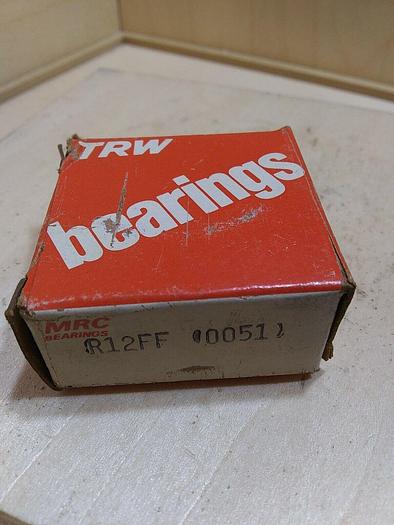 TRW
bearings
MRC
BEARINGS
R12FF (0051)